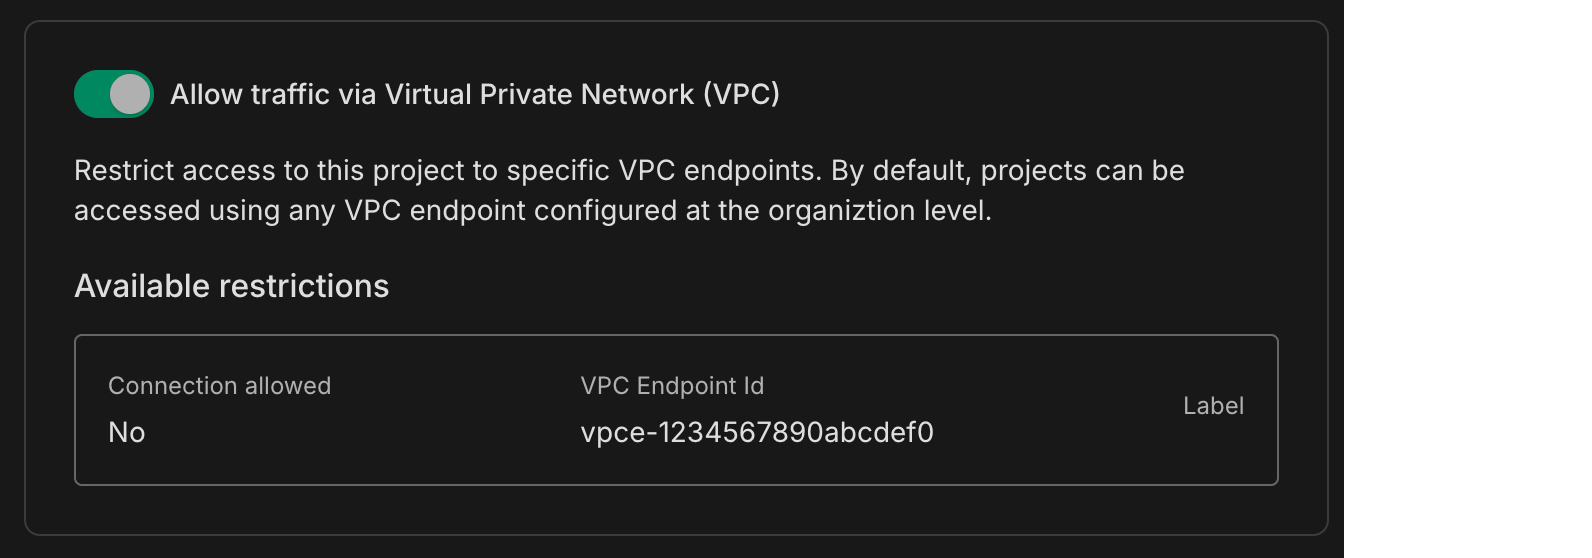 Allow traffic via Virtual Private Network (VPC)
Restrict access to this project to specific VPC endpoints. By default, projects can be
accessed using any VPC endpoint configured at the organiztion level.
Available restrictions
Connection allowed
No
VPC Endpoint Id
vpce-1234567890abcdef0
Label